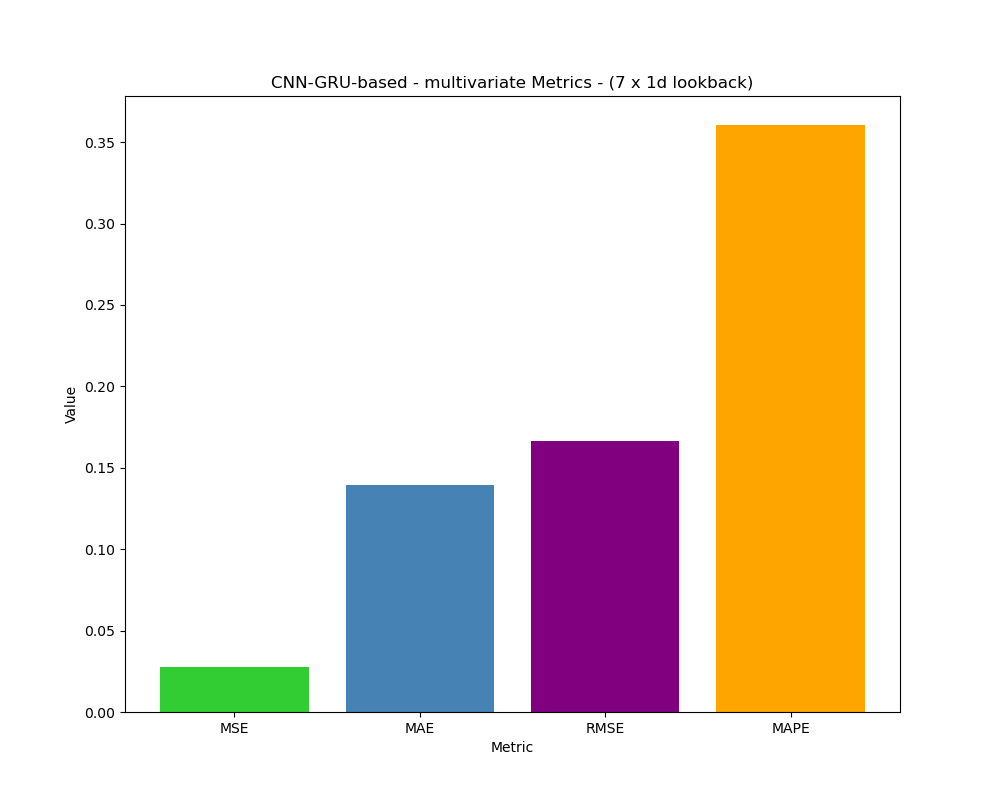 CNN-GRU-based - multivariate Metrics - (7 x 1d lookback)
0.35
0.30
0.25
0.20
0.15
0.10
0.05
0.00
Value
MSE MAE RMSE MAPE
Metric